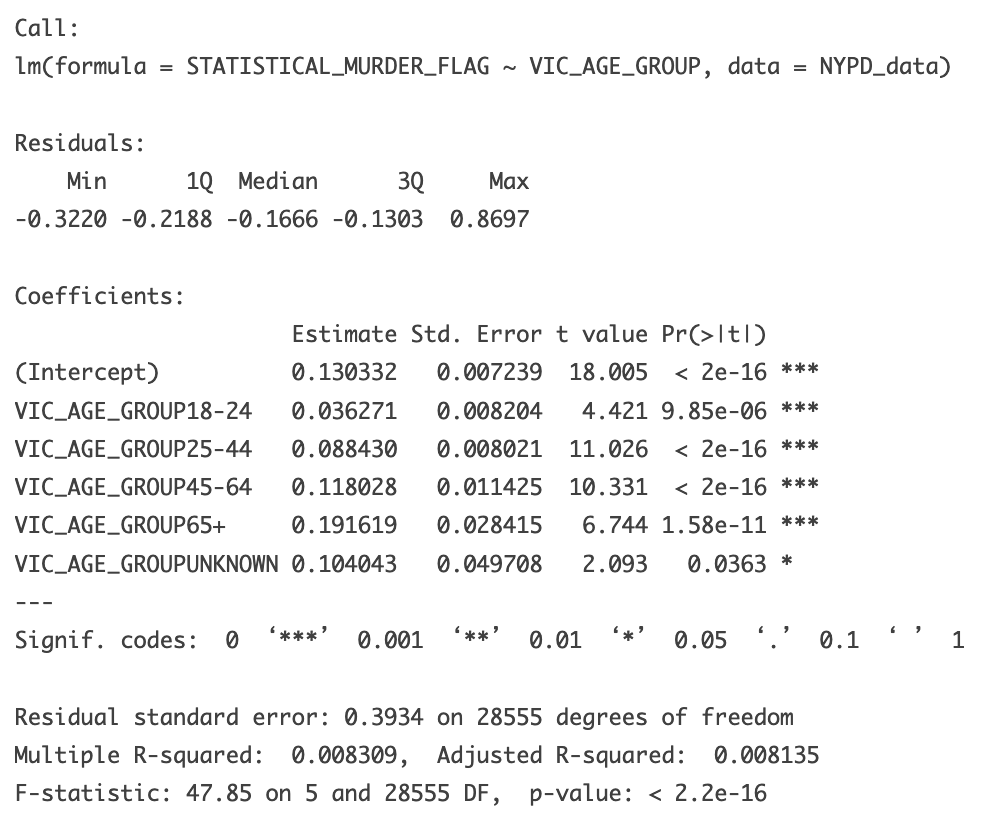 Call:
lm(formula = STATISTICAL_MURDER_FLAG ~ VIC_AGE_GROUP, data = NYPD_data)
Residuals:
    Min      1Q  Median      3Q     Max
-0.3220 -0.2188 -0.1666 -0.1303  0.8697
Coefficients:
                     Estimate Std. Error t value Pr(>|t|)
(Intercept)          0.130332   0.007239  18.005  < 2e-16 ***
VIC_AGE_GROUP18-24   0.036271   0.008204   4.421 9.85e-06 ***
VIC_AGE_GROUP25-44   0.088430   0.008021  11.026  < 2e-16 ***
VIC_AGE_GROUP45-64   0.118028   0.011425  10.331  < 2e-16 ***
VIC_AGE_GROUP65+     0.191619   0.028415   6.744 1.58e-11 ***
VIC_AGE_GROUPUNKNOWN 0.104043   0.049708   2.093   0.0363 *
---
Signif. codes:  0 ‘***’ 0.001 ‘**’ 0.01 ‘*’ 0.05 ‘.’ 0.1 ‘ ’ 1
Residual standard error: 0.3934 on 28555 degrees of freedom
Multiple R-squared:  0.008309,	Adjusted R-squared:  0.008135
F-statistic: 47.85 on 5 and 28555 DF,  p-value: < 2.2e-16